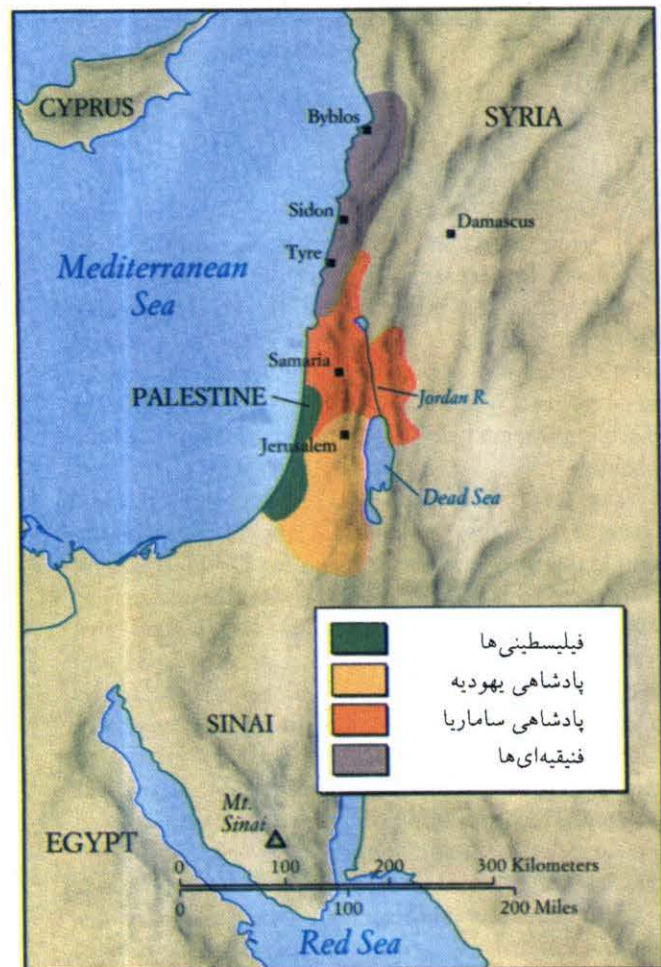 CYPRUS
Byblos
SYRIA
Sidon
Damascus
Tyre
Mediterranean
Sea
Samaria
PALESTINE
Jordan R.
Jerusalem
Dead Sea
فیلیسطینی‌ها
پادشاهی یهودیه
پادشاهی ساماریا
فنیقیه‌ای‌ها
SINAI
Mt.
Sinai
EGYPT
0 100 200 300 Kilometers
0 100 200 Miles
Red Sea